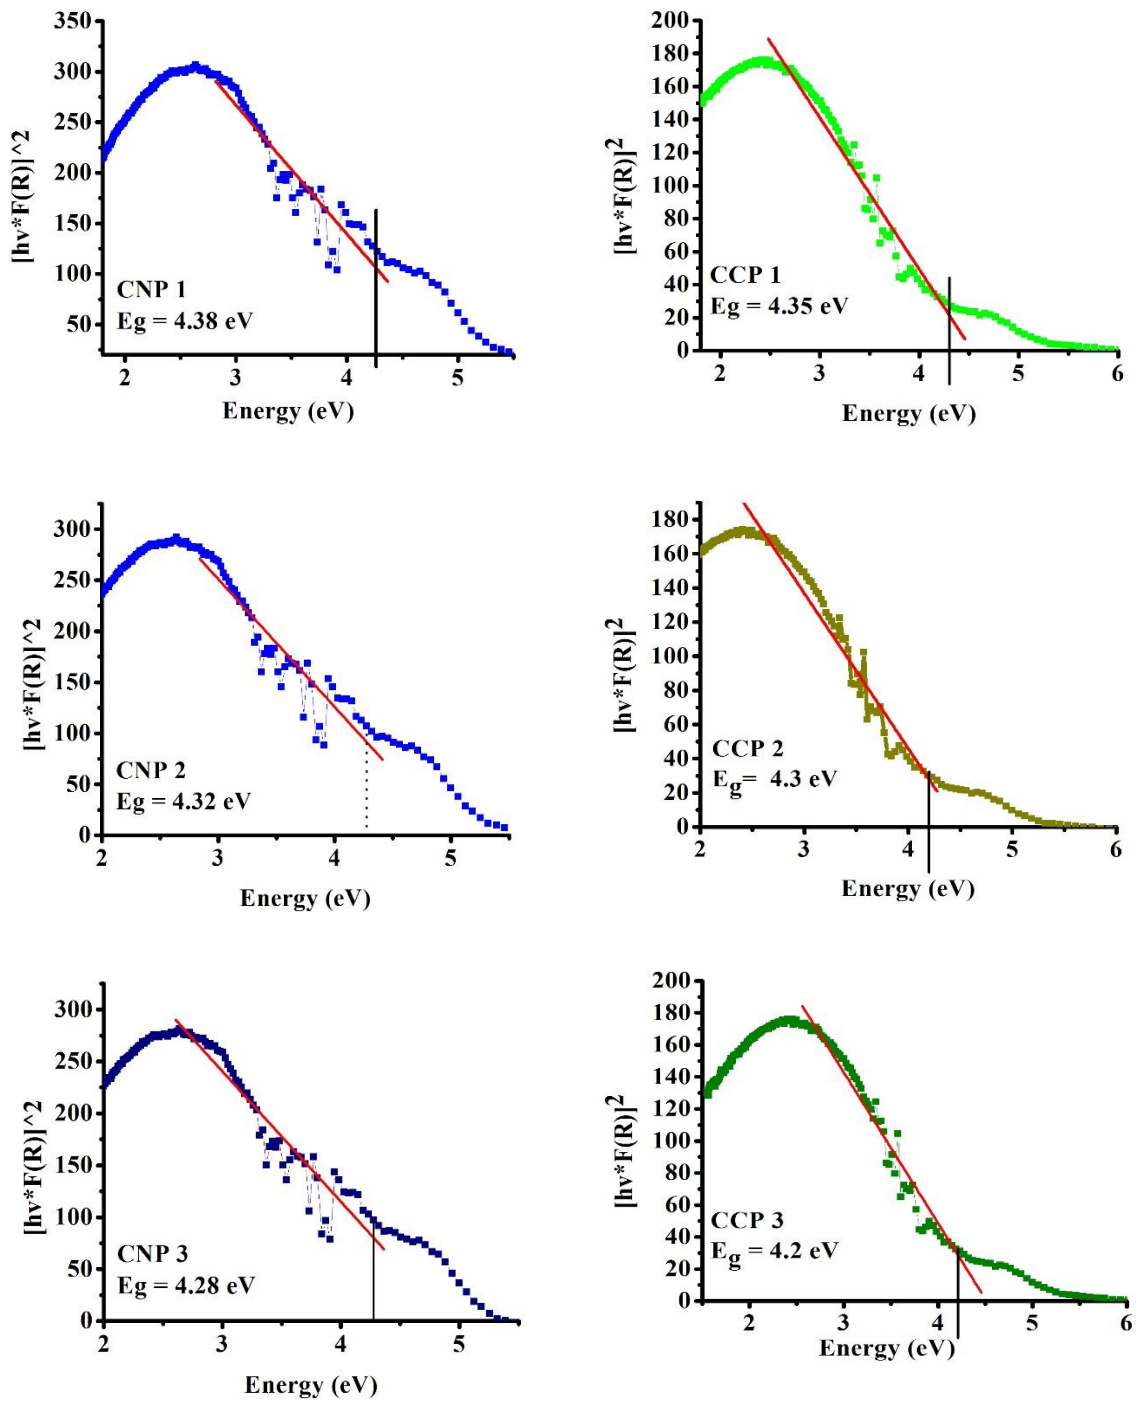 350
300
250
200
150
100
50
[hv*F(R)]^2
CNP 1
Eg = 4.38 eV
2 3 4 5
Energy (eV)
200
180
160
140
120
100
80
60
40
20
0
[hv*F(R)]2
CCP 1
Eg = 4.35 eV
2 3 4 5 6
Energy (eV)
300
250
200
150
100
50
0
[hv*F(R)]^2
CNP 2
Eg = 4.32 eV
2 3 4 5
Energy (eV)
180
160
140
120
100
80
60
40
20
0
[hv*F(R)]2
CCP 2
Eg= 4.3 eV
2 3 4 5 6
Energy (eV)
300
250
200
150
100
50
0
[hv*F(R)]^2
CNP 3
Eg = 4.28 eV
2 3 4 5
Energy (eV)
200
180
160
140
120
100
80
60
40
20
0
[hv*F(R)]2
CCP 3
Eg = 4.2 eV
2 3 4 5 6
Energy (eV)